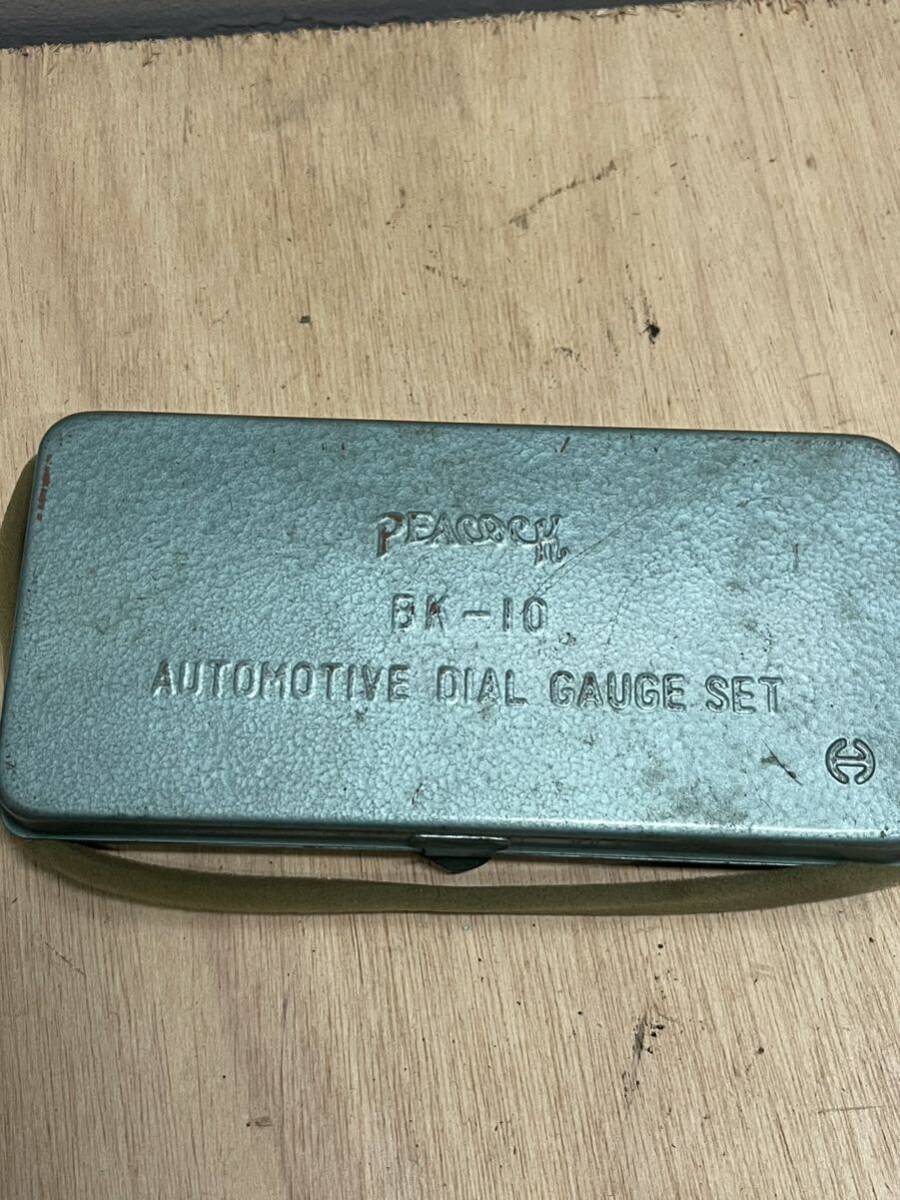 PEACOCK
BK-10
AUTOMOTIVE DIAL GAUGE SET